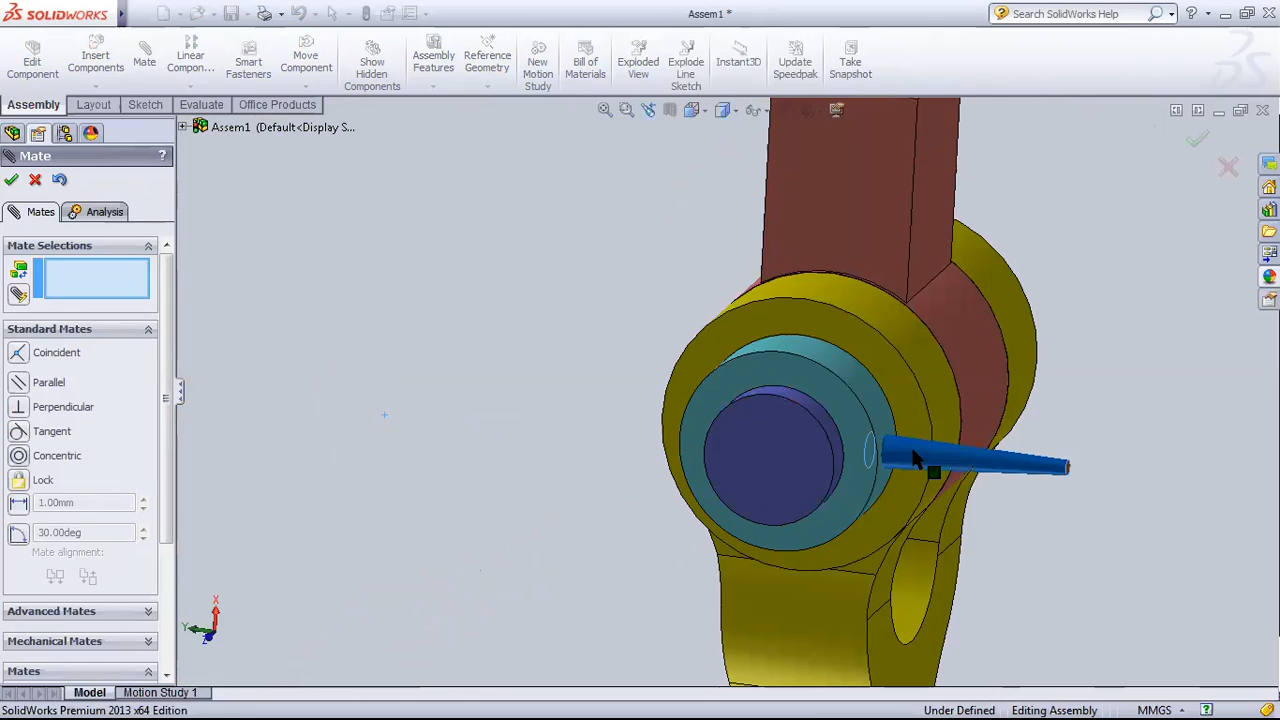 SOLIDWORKS
Assem1 *
Search SolidWorks Help
Edit Component
Insert Components
Mate
Linear Compon...
Smart Fasteners
Move Component
Show Hidden Components
Assembly Features
Reference Geometry
New Motion Study
Bill of Materials
Exploded View
Explode Line Sketch
Instant3D
Update Speedpak
Take Snapshot
Assembly Layout Sketch Evaluate Office Products
Assem1 (Default<Display S...
Mate ?
Mates Analysis
Mate Selections
Standard Mates
Coincident
Parallel
Perpendicular
Tangent
Concentric
Lock
1.00mm
30.00deg
Mate alignment:
Advanced Mates
Mechanical Mates
Mates
X
Y
Z
Model Motion Study 1
SolidWorks Premium 2013 x64 Edition Under Defined Editing Assembly MMGS ?